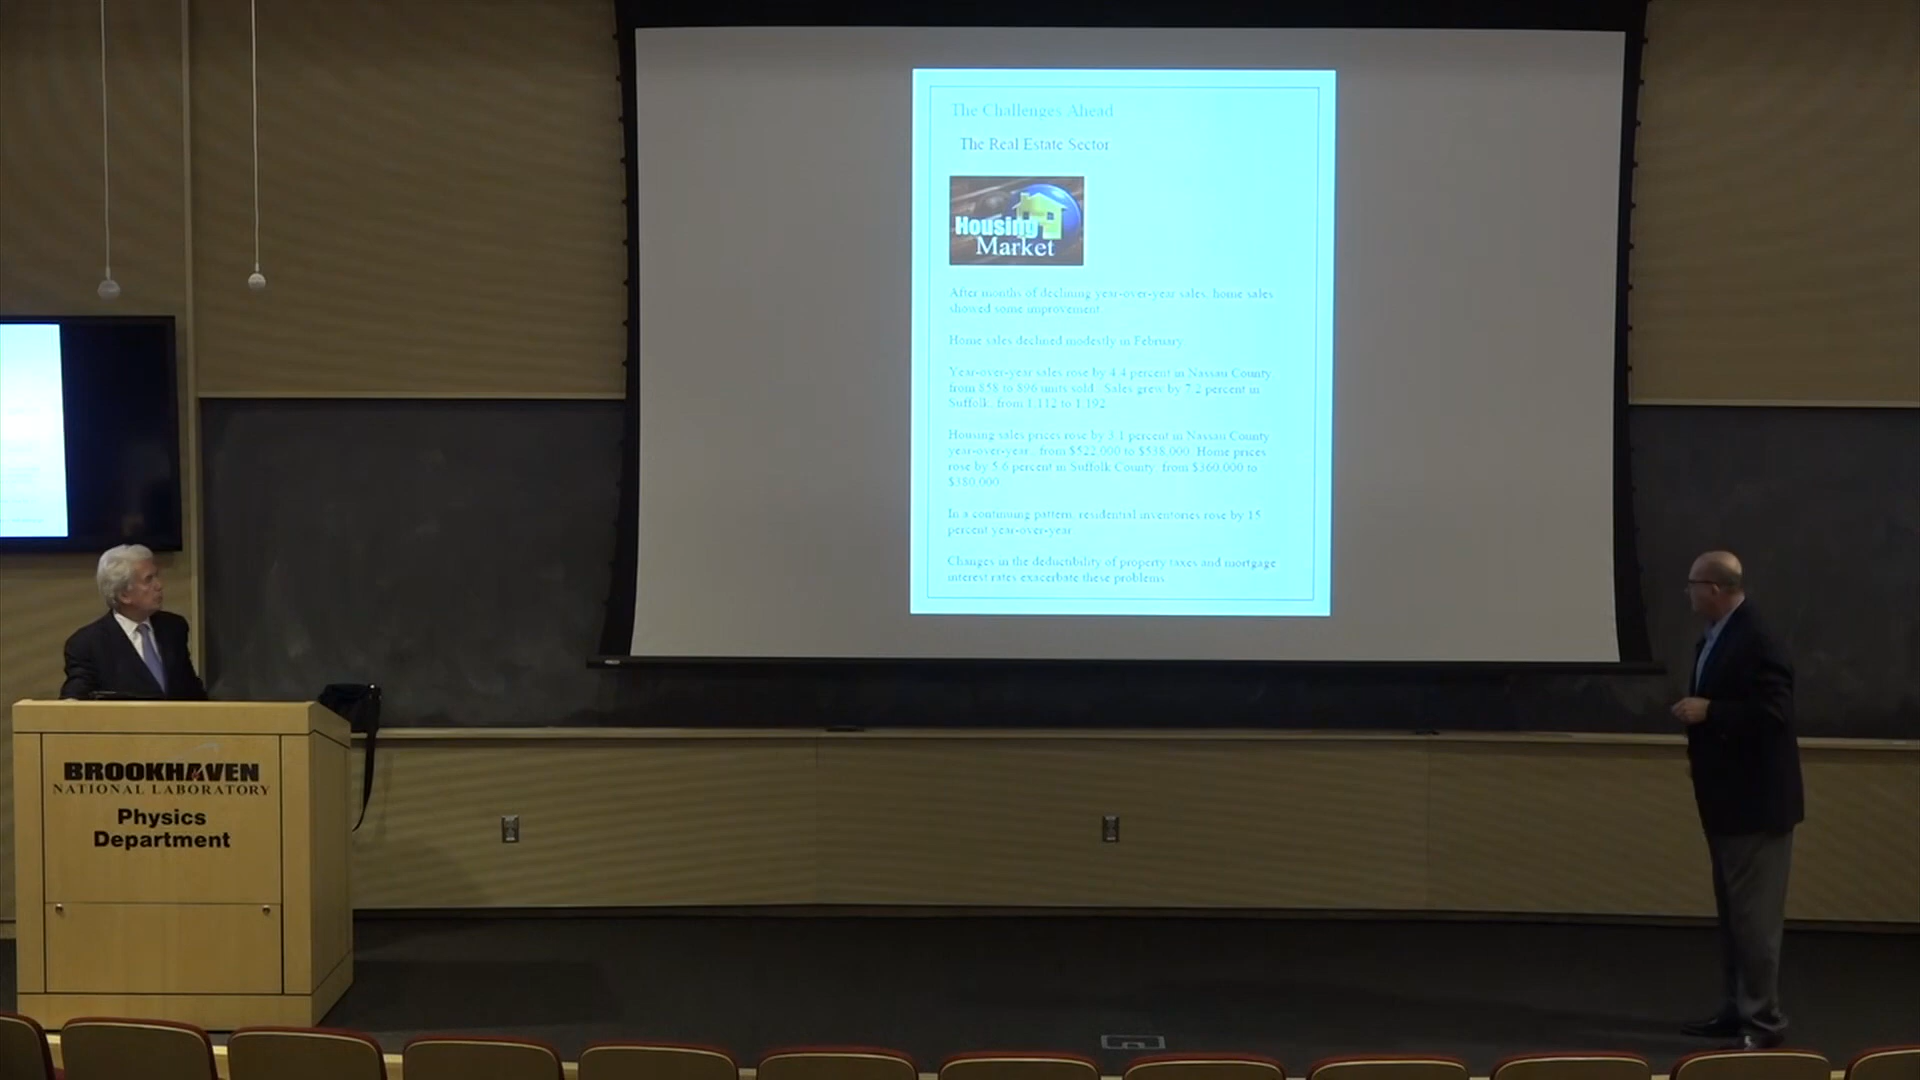 The Challenges Ahead
The Real Estate Sector
Housing
Market
After months of declining year-over-year sales, home sales
showed some improvement.
Home sales declined modestly in February.
Year-over-year sales rose by 4.4 percent in Nassau County
from 858 to 896 units sold. Sales grew by 7.2 percent in
Suffolk, from 1,112 to 1,192.
Housing sales prices rose by 3.1 percent in Nassau County
year-over-year, from $522,000 to $538,000. Home prices
rose by 5.6 percent in Suffolk County, from $360,000 to
$380,000.
In a continuing pattern, residential inventories rose by 15
percent year-over-year.
Changes in the deductibility of property taxes and mortgage
interest rates exacerbate these problems.
BROOKHAVEN
NATIONAL LABORATORY
Physics
Department